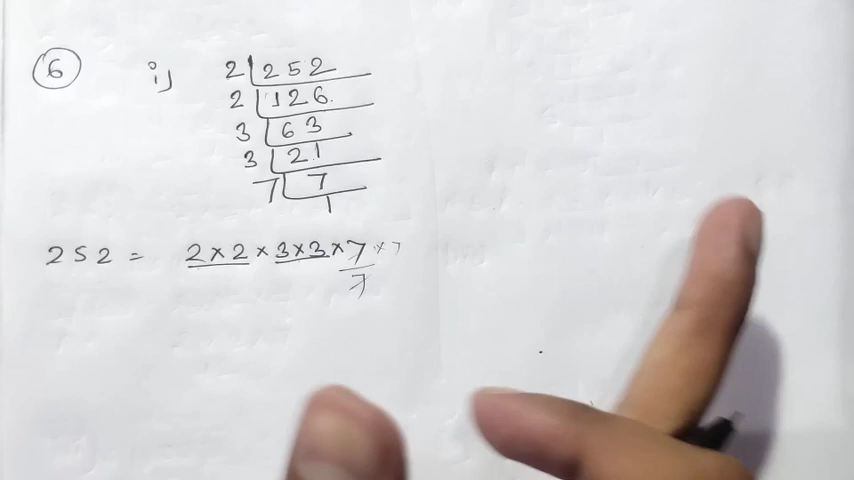 6 i) 2 | 252
2 | 126
3 | 63
3 | 21
7 | 7
1
252 = 2 × 2 × 3 × 3 × 7 × 7
7